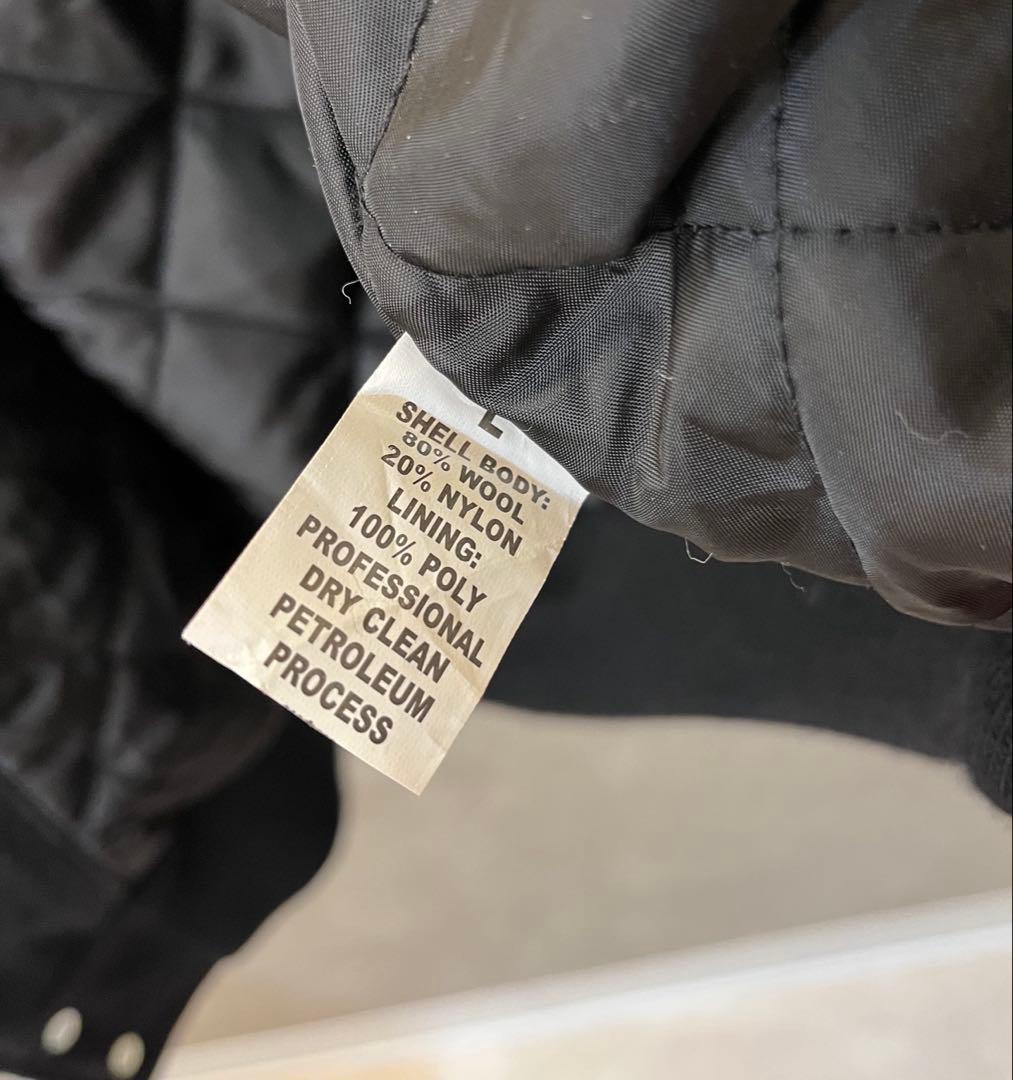 L
SHELL BODY:
80% WOOL
20% NYLON
LINING:
100% POLY
PROFESSIONAL
DRY CLEAN
PETROLEUM
PROCESS